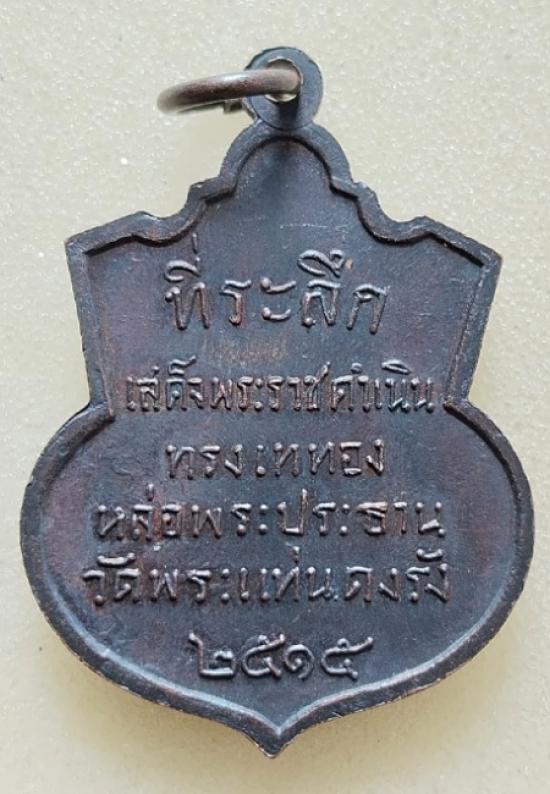 ที่ระลึก
เสด็จพระราชดำเนิน
ทรงเททอง
หล่อพระประธาน
วัดพระแท่นดงรัง
๒๕๑๕